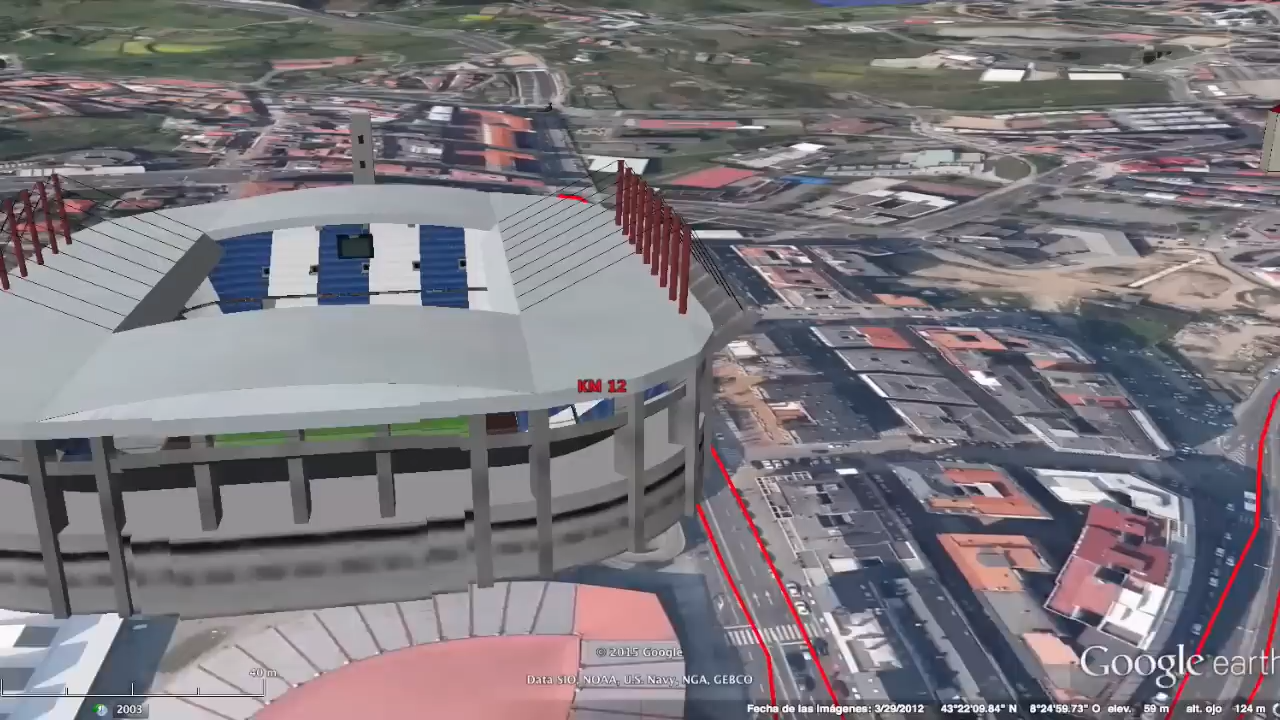 KM 12
© 2015 Google
Data SIO, NOAA, U.S. Navy, NGA, GEBCO
Google earth
40 m
2003
Fecha de las imágenes: 3/29/2012 43°22'09.84" N 8°24'59.73" O elev. 59 m alt. ojo 124 m